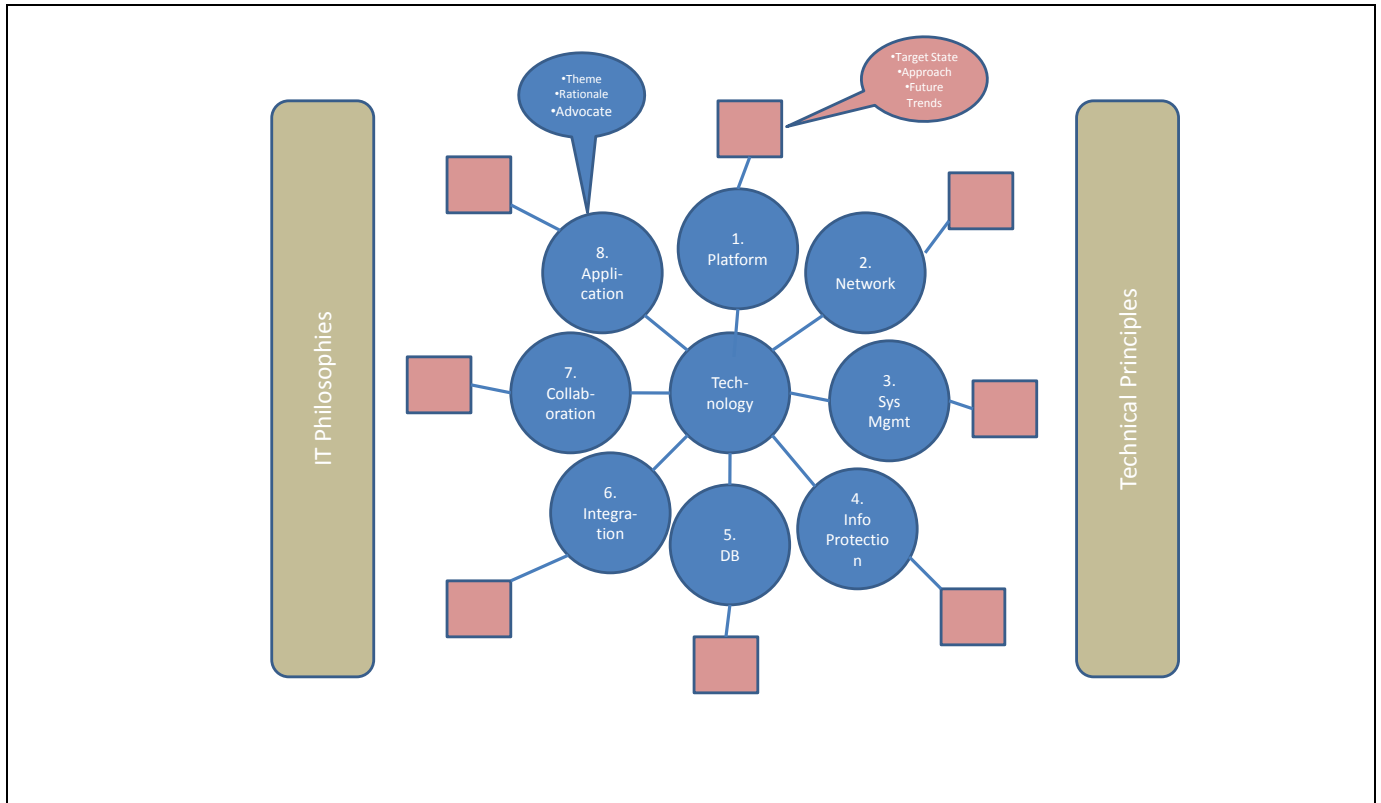 •Theme
•Rationale
•Advocate
•Target State
•Approach
•Future
Trends
IT Philosophies
Technical Principles
1.
Platform
2.
Network
3.
Sys
Mgmt
4.
Info
Protectio
n
5.
DB
6.
Integra-
tion
7.
Collab-
oration
8.
Appli-
cation
Tech-
nology